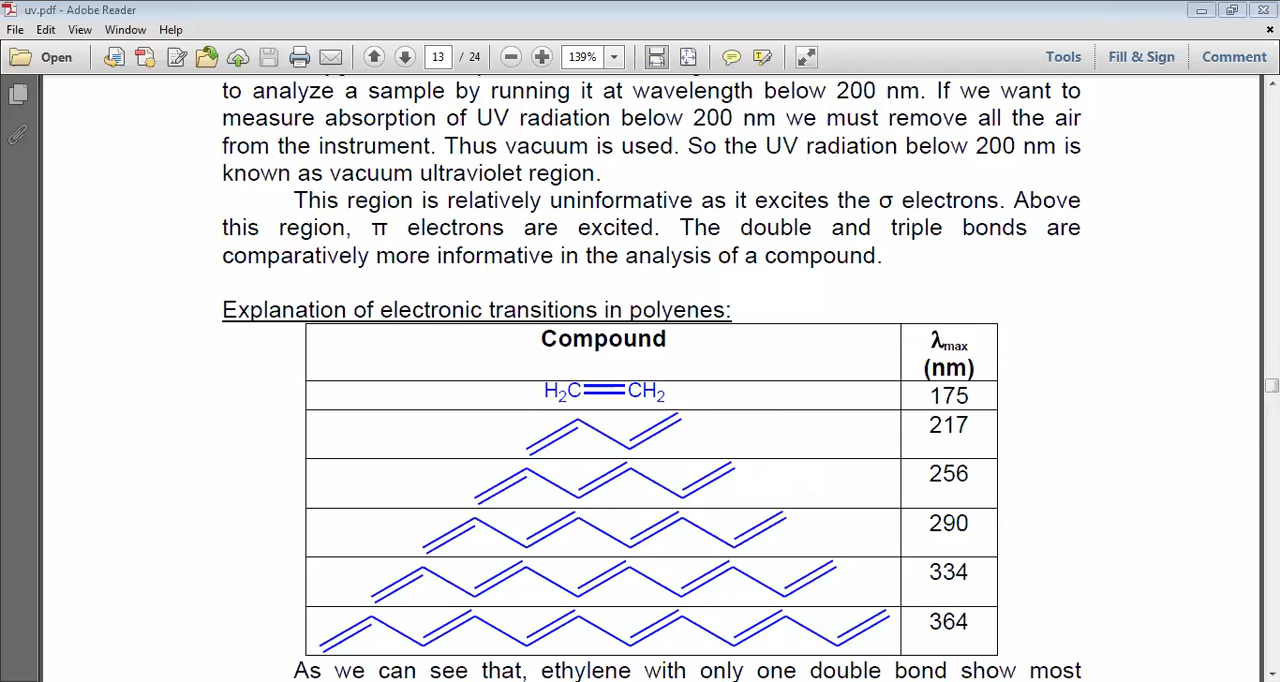 uv.pdf - Adobe Reader
File Edit View Window Help
Open 13 / 24 139% Tools Fill & Sign Comment
to analyze a sample by running it at wavelength below 200 nm. If we want to
measure absorption of UV radiation below 200 nm we must remove all the air
from the instrument. Thus vacuum is used. So the UV radiation below 200 nm is
known as vacuum ultraviolet region.
This region is relatively uninformative as it excites the σ electrons. Above
this region, π electrons are excited. The double and triple bonds are
comparatively more informative in the analysis of a compound.
Explanation of electronic transitions in polyenes:
Compound λmax
(nm)
H₂C CH₂ 175
217
256
290
334
364
As we can see that, ethylene with only one double bond show most